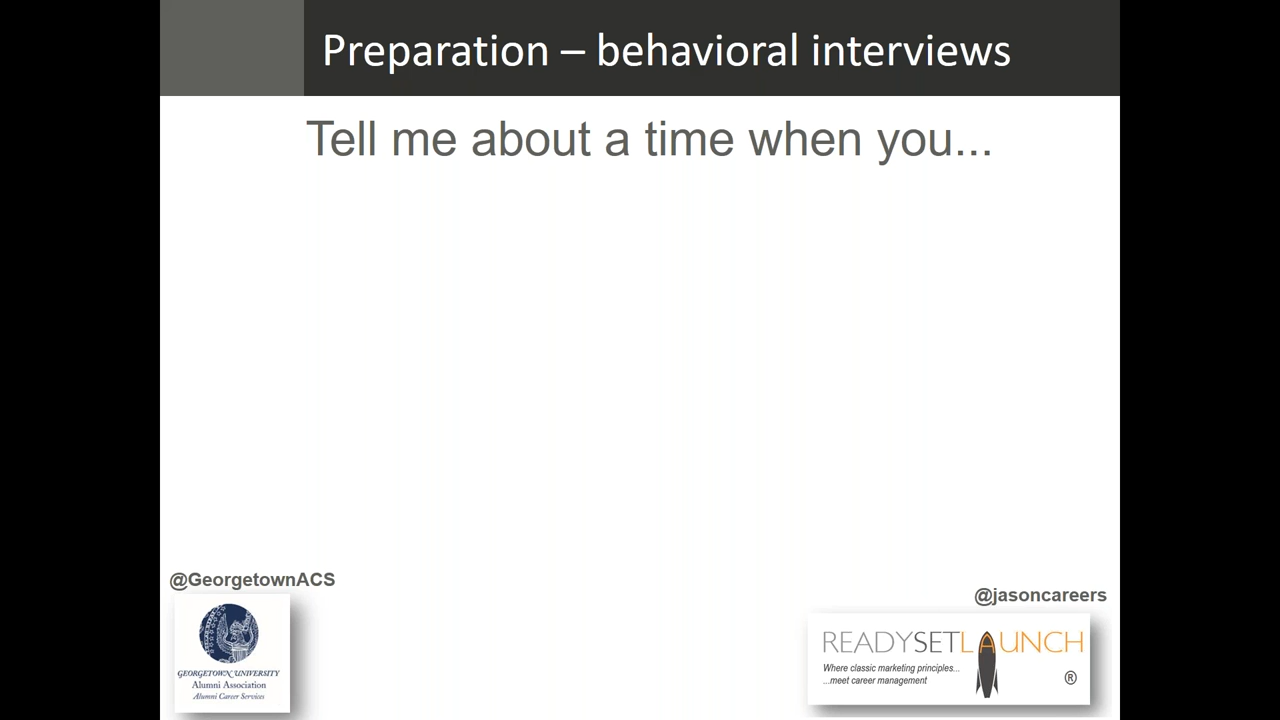 Preparation – behavioral interviews
Tell me about a time when you...
@GeorgetownACS
GEORGETOWN UNIVERSITY
Alumni Association
Alumni Career Services
@jasoncareers
READYSETLAUNCH
Where classic marketing principles...
...meet career management
®